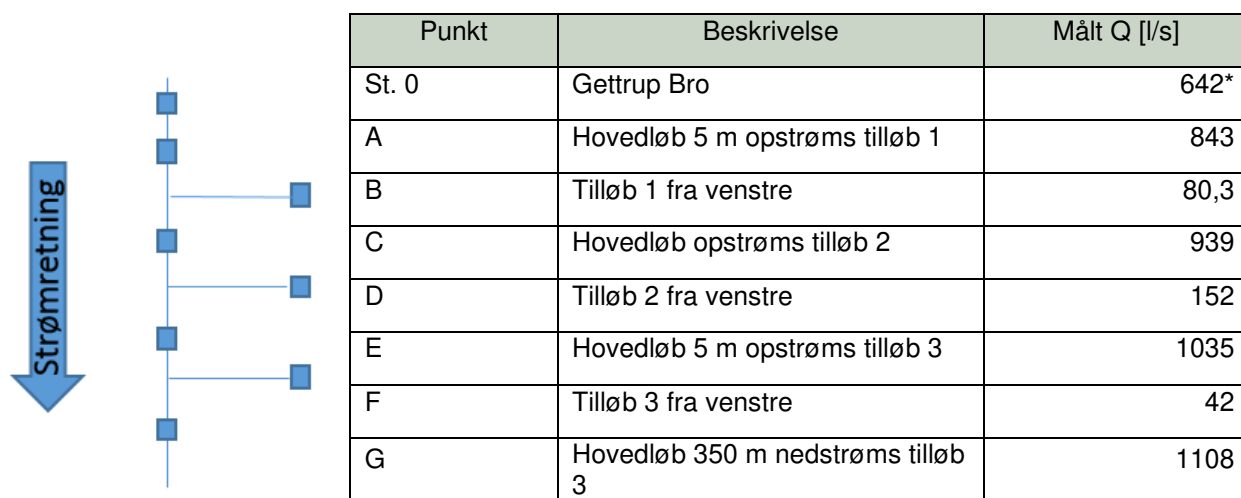 Strømretning
Punkt Beskrivelse Målt Q [l/s]
St. 0 Gettrup Bro 642*
A Hovedløb 5 m opstrøms tilløb 1 843
B Tilløb 1 fra venstre 80,3
C Hovedløb opstrøms tilløb 2 939
D Tilløb 2 fra venstre 152
E Hovedløb 5 m opstrøms tilløb 3 1035
F Tilløb 3 fra venstre 42
G Hovedløb 350 m nedstrøms tilløb 1108
3